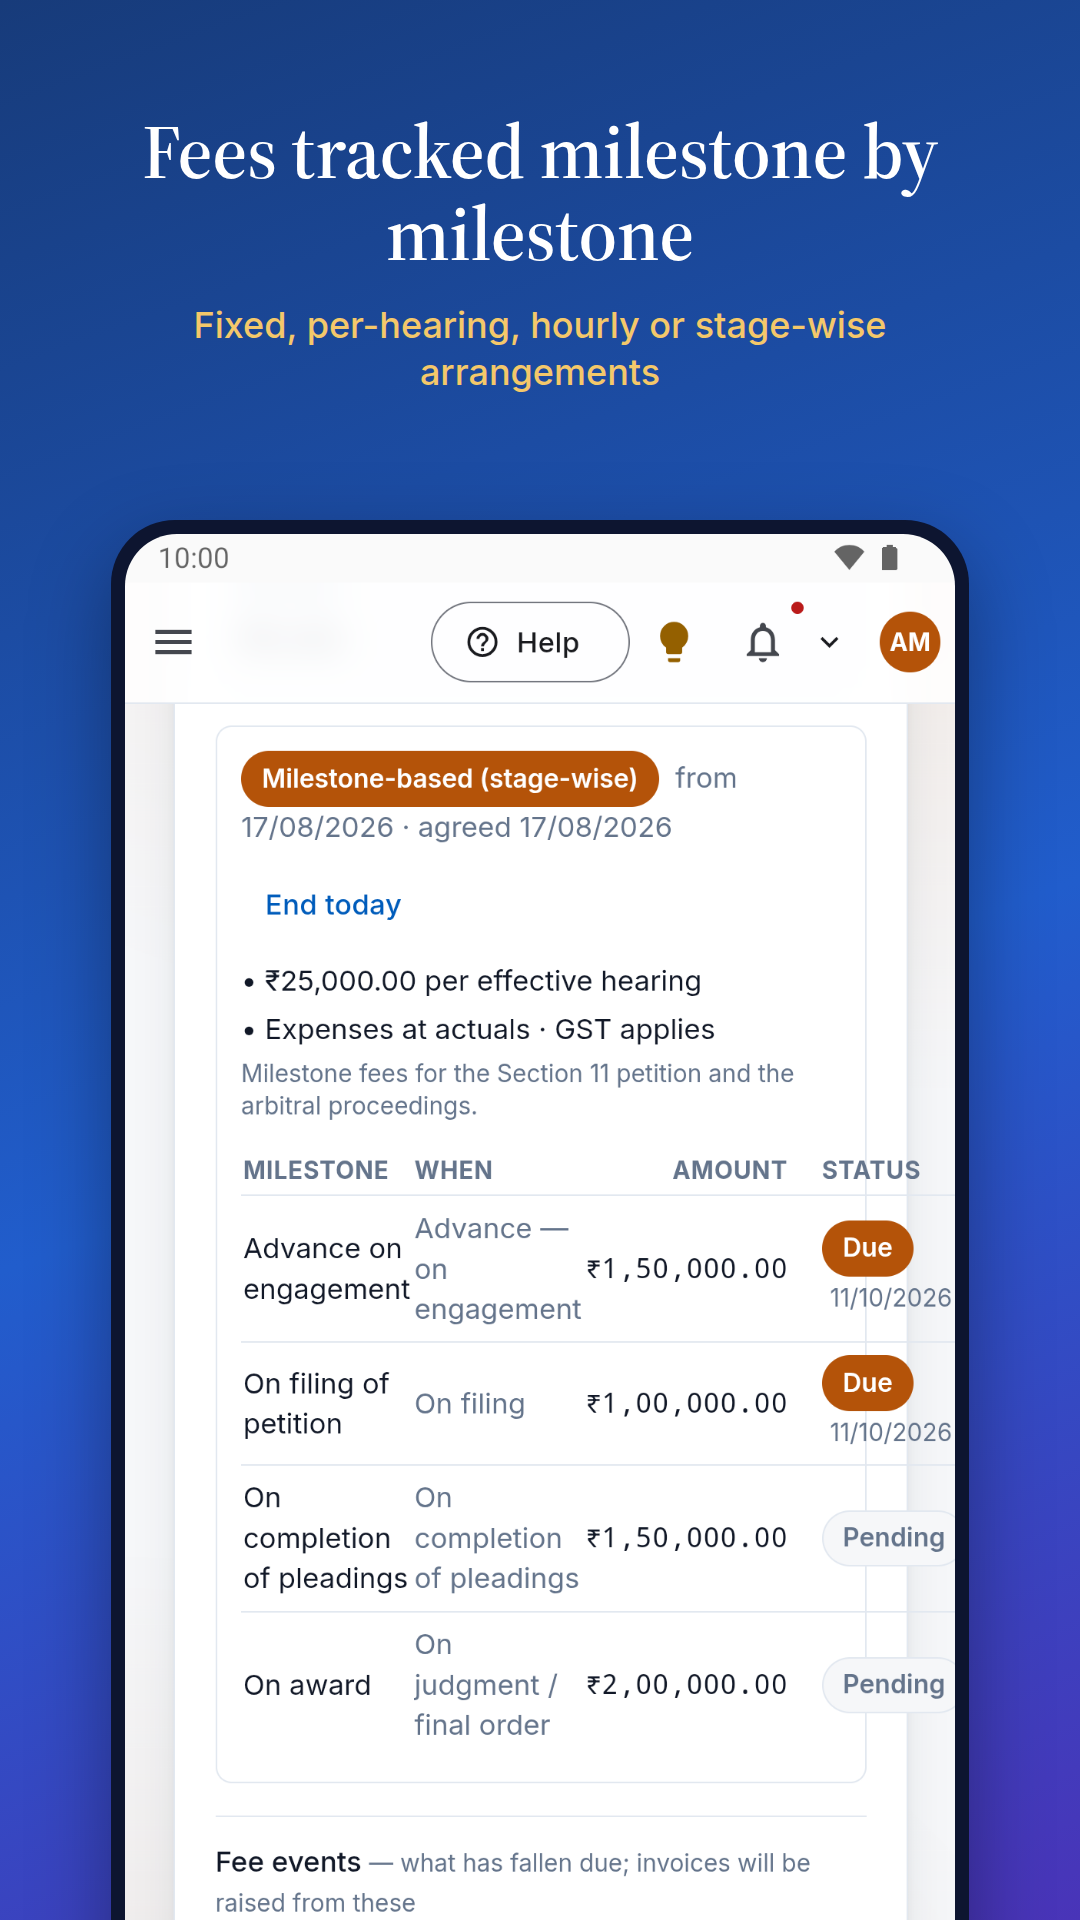 Fees tracked milestone by
milestone
Fixed, per-hearing, hourly or stage-wise
arrangements
10:00
Help
AM
Milestone-based (stage-wise) from
17/08/2026 · agreed 17/08/2026
End today
• ₹25,000.00 per effective hearing
• Expenses at actuals · GST applies
Milestone fees for the Section 11 petition and the
arbitral proceedings.
MILESTONE WHEN AMOUNT STATUS
Advance on engagement Advance — on engagement ₹1,50,000.00 Due 11/10/2026
On filing of petition On filing ₹1,00,000.00 Due 11/10/2026
On completion of pleadings On completion of pleadings ₹1,50,000.00 Pending
On award On judgment / final order ₹2,00,000.00 Pending
Fee events — what has fallen due; invoices will be
raised from these